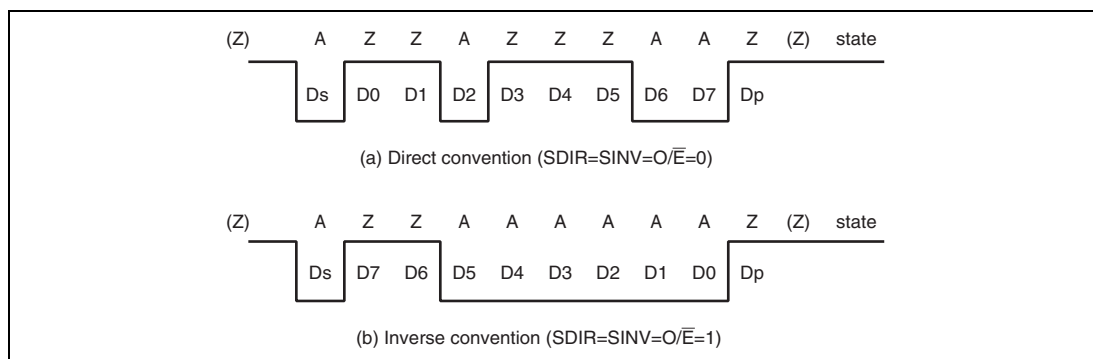 (Z) A Z Z A Z Z Z A A Z (Z) state
Ds D0 D1 D2 D3 D4 D5 D6 D7 Dp
(a) Direct convention (SDIR=SINV=O/E̅=0)
(Z) A Z Z A A A A A A Z (Z) state
Ds D7 D6 D5 D4 D3 D2 D1 D0 Dp
(b) Inverse convention (SDIR=SINV=O/E̅=1)